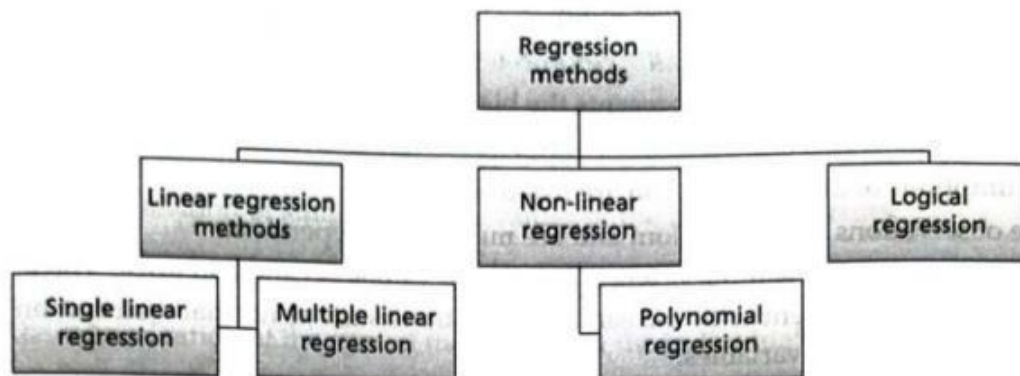 Regression
methods
Linear regression
methods
Non-linear
regression
Logical
regression
Single linear
regression
Multiple linear
regression
Polynomial
regression